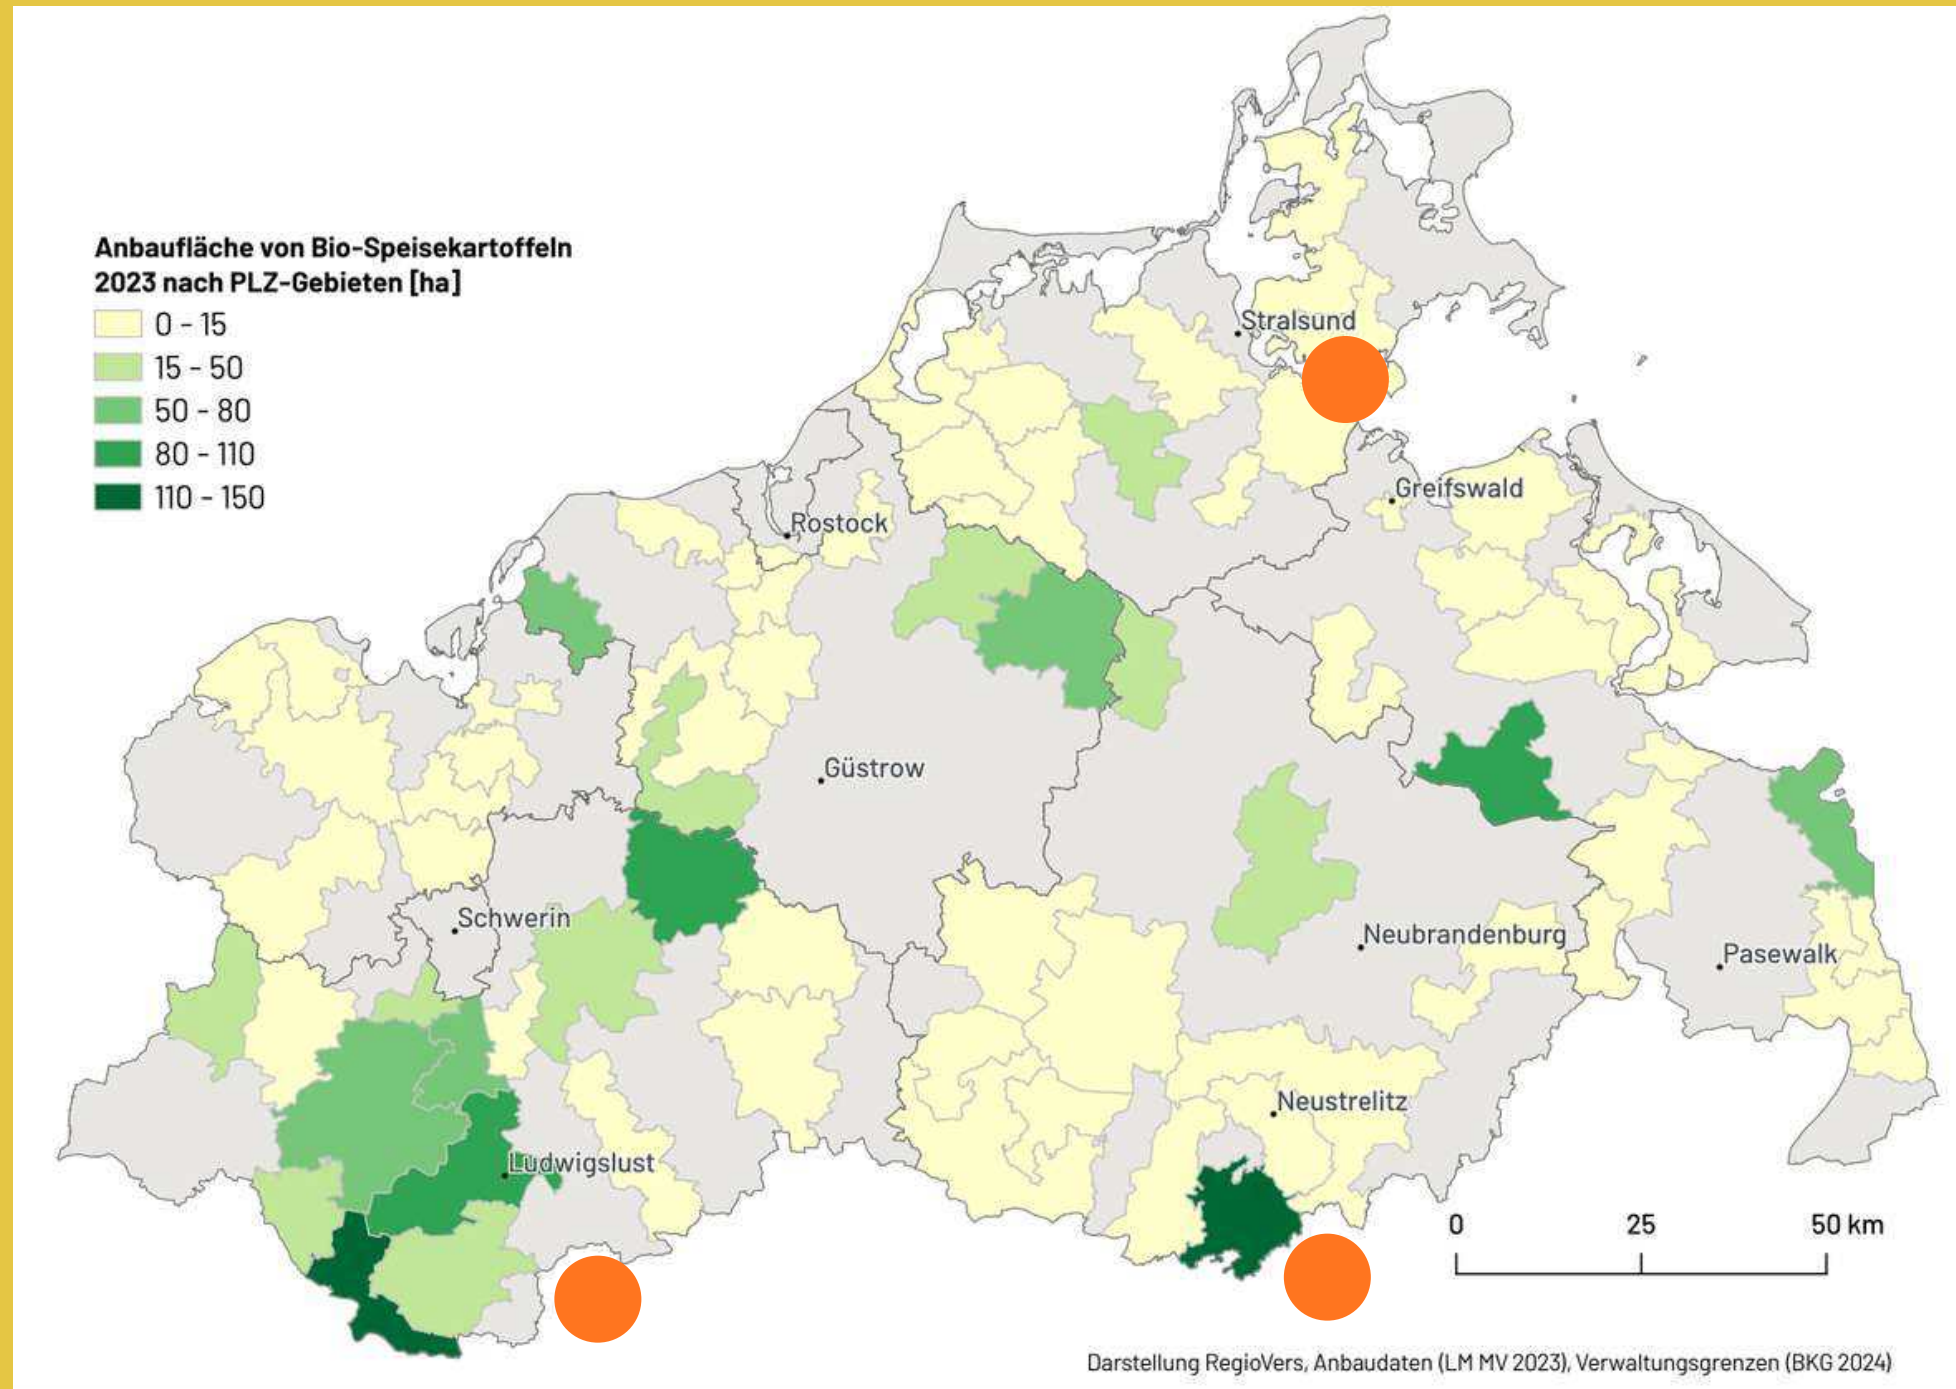 Anbaufläche von Bio-Speisekartoffeln
2023 nach PLZ-Gebieten [ha]
0 - 15
15 - 50
50 - 80
80 - 110
110 - 150
Stralsund
Greifswald
Rostock
Güstrow
Schwerin
Neubrandenburg
Pasewalk
Neustrelitz
Ludwigslust
0 25 50 km
Darstellung RegioVers, Anbaudaten (LM MV 2023), Verwaltungsgrenzen (BKG 2024)